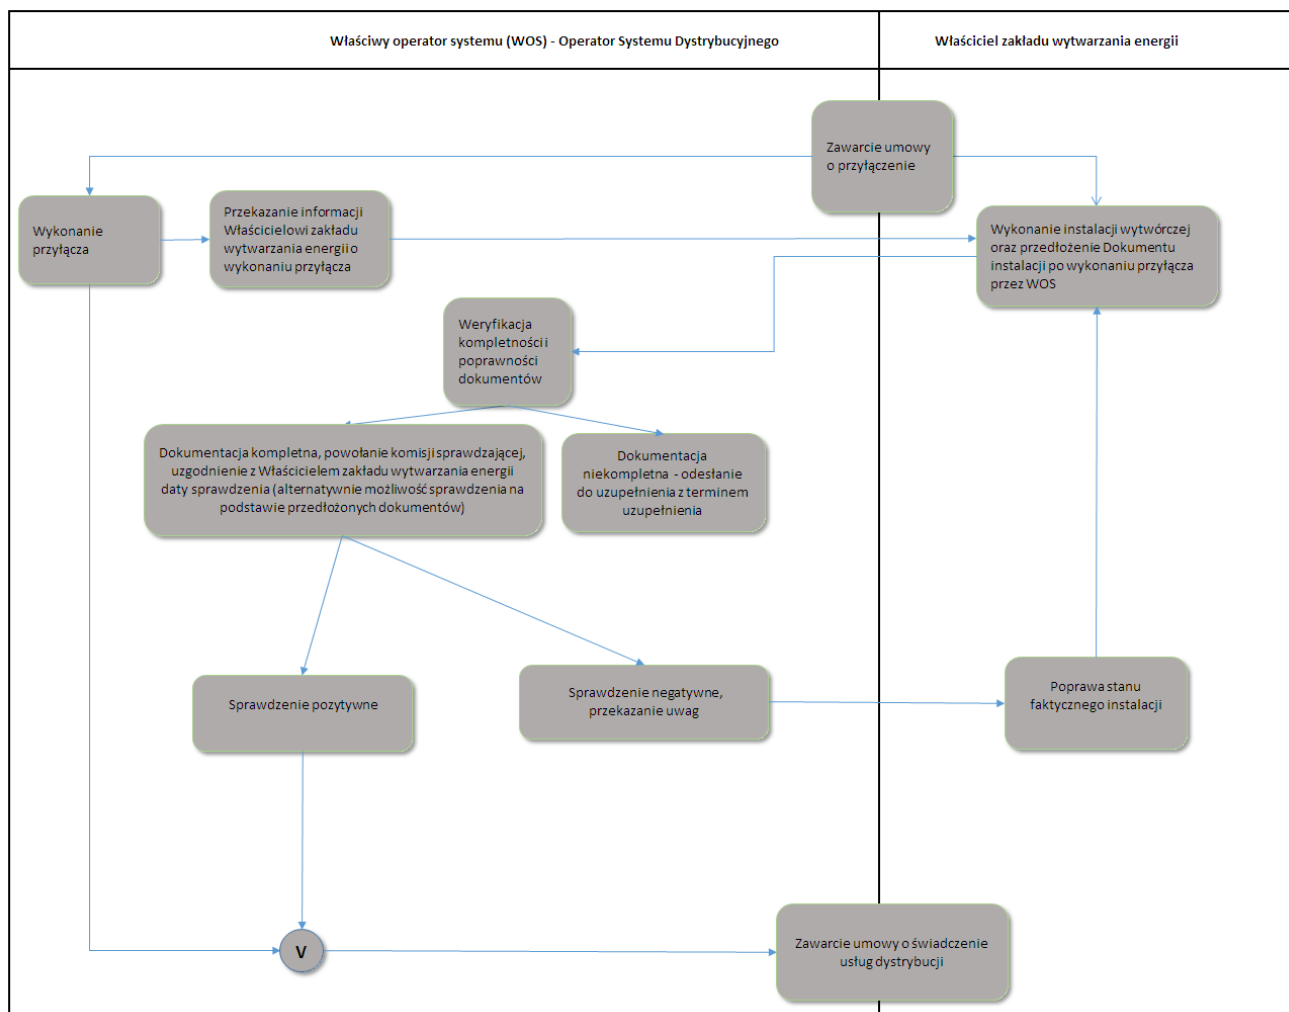 Właściwy operator systemu (WOS) - Operator Systemu Dystrybucyjnego
Właściciel zakładu wytwarzania energii
Zawarcie umowy
o przyłączenie
Wykonanie
przyłącza
Przekazanie informacji
Właścicielowi zakładu
wytwarzania energii o
wykonaniu przyłącza
Wykonanie instalacji wytwórczej
oraz przedłożenie Dokumentu
instalacji po wykonaniu przyłącza
przez WOS
Weryfikacja
kompletności i
poprawności
dokumentów
Dokumentacja kompletna, powołanie komisji sprawdzającej,
uzgodnienie z Właścicielem zakładu wytwarzania energii
daty sprawdzenia (alternatywnie możliwość sprawdzenia na
podstawie przedłożonych dokumentów)
Dokumentacja
niekompletna - odesłanie
do uzupełnienia z terminem
uzupełnienia
Sprawdzenie pozytywne
Sprawdzenie negatywne,
przekazanie uwag
Poprawa stanu
faktycznego instalacji
V
Zawarcie umowy o świadczenie
usług dystrybucji